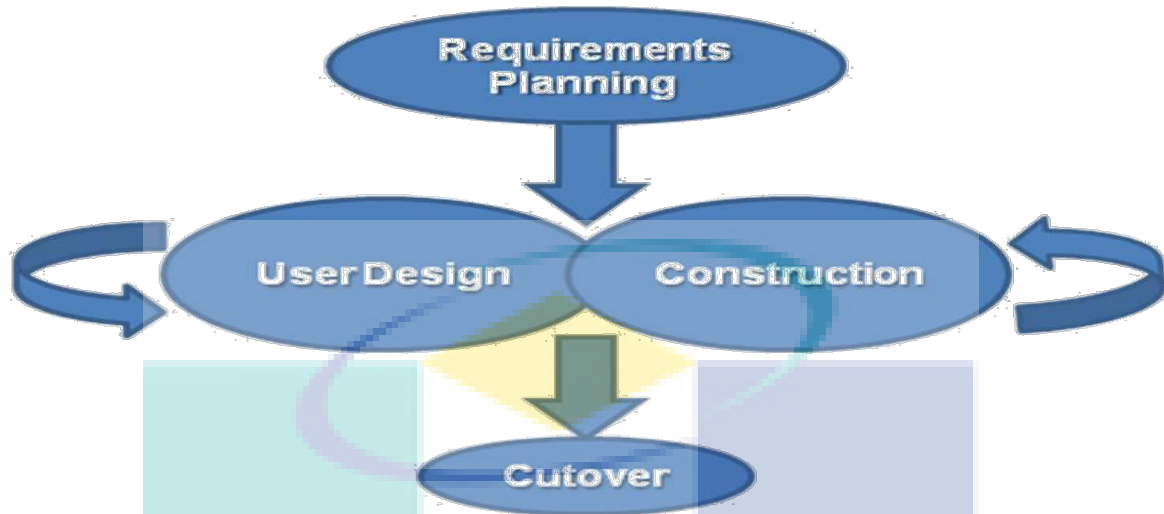 Requirements
Planning
User Design
Construction
Cutover